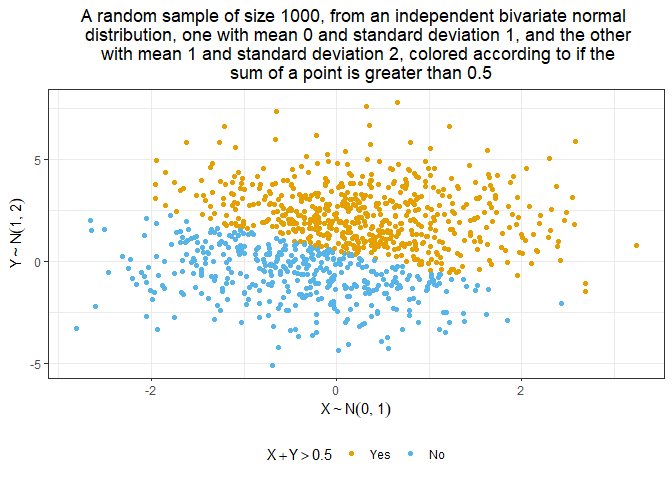 A random sample of size 1000, from an independent bivariate normal
distribution, one with mean 0 and standard deviation 1, and the other
with mean 1 and standard deviation 2, colored according to if the
sum of a point is greater than 0.5
Y ~ N(1, 2)
5
0
-5
-2
0
2
X ~ N(0, 1)
X + Y > 0.5 Yes No